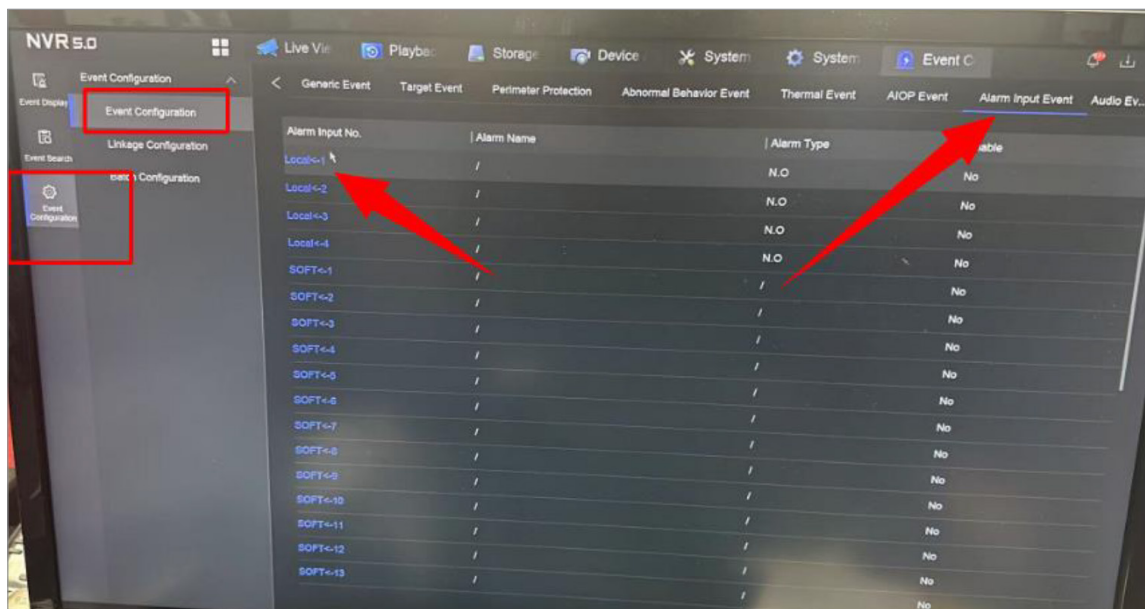 NVR 5.0
Live Vie Playbac Storage Device System System Event C
Event Display
Event Search
Event Configuration
Event Configuration
Event Configuration
Linkage Configuration
Batch Configuration
< Generic Event Target Event Perimeter Protection Abnormal Behavior Event Thermal Event AIOP Event Alarm Input Event Audio Ev...
Alarm Input No. Alarm Name Alarm Type able
Local<-1 / N.O No
Local<-2 / N.O No
Local<-3 / N.O No
Local<-4 / N.O No
SOFT<-1 / / No
SOFT<-2 / / No
SOFT<-3 / / No
SOFT<-4 / / No
SOFT<-5 / / No
SOFT<-6 / / No
SOFT<-7 / / No
SOFT<-8 / / No
SOFT<-9 / / No
SOFT<-10 / / No
SOFT<-11 / / No
SOFT<-12 / / No
SOFT<-13 / / No